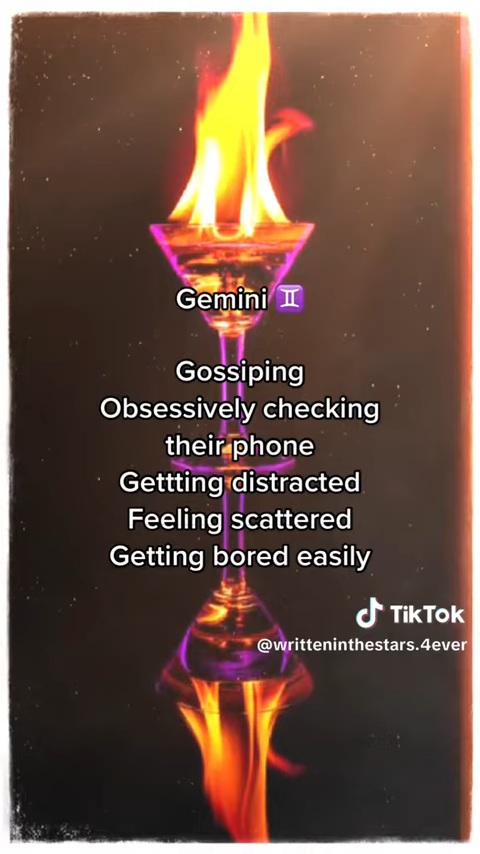 Gemini ♊
Gossiping
Obsessively checking
their phone
Gettting distracted
Feeling scattered
Getting bored easily
TikTok
@writteninthestars.4ever